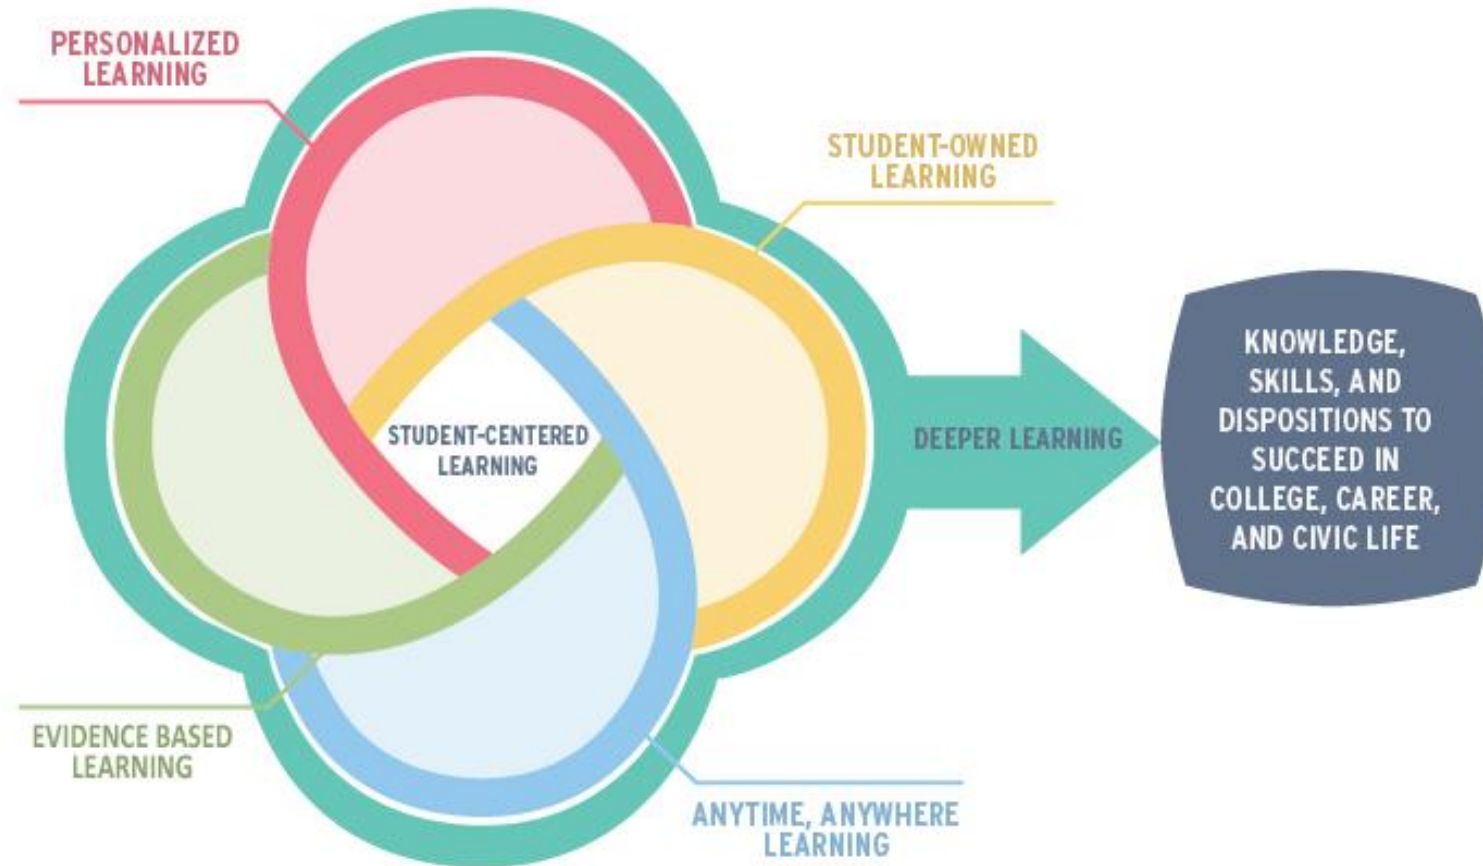 PERSONALIZED
LEARNING
STUDENT-OWNED
LEARNING
STUDENT-CENTERED
LEARNING
DEEPER LEARNING
KNOWLEDGE,
SKILLS, AND
DISPOSITIONS TO
SUCCEED IN
COLLEGE, CAREER,
AND CIVIC LIFE
EVIDENCE BASED
LEARNING
ANYTIME, ANYWHERE
LEARNING